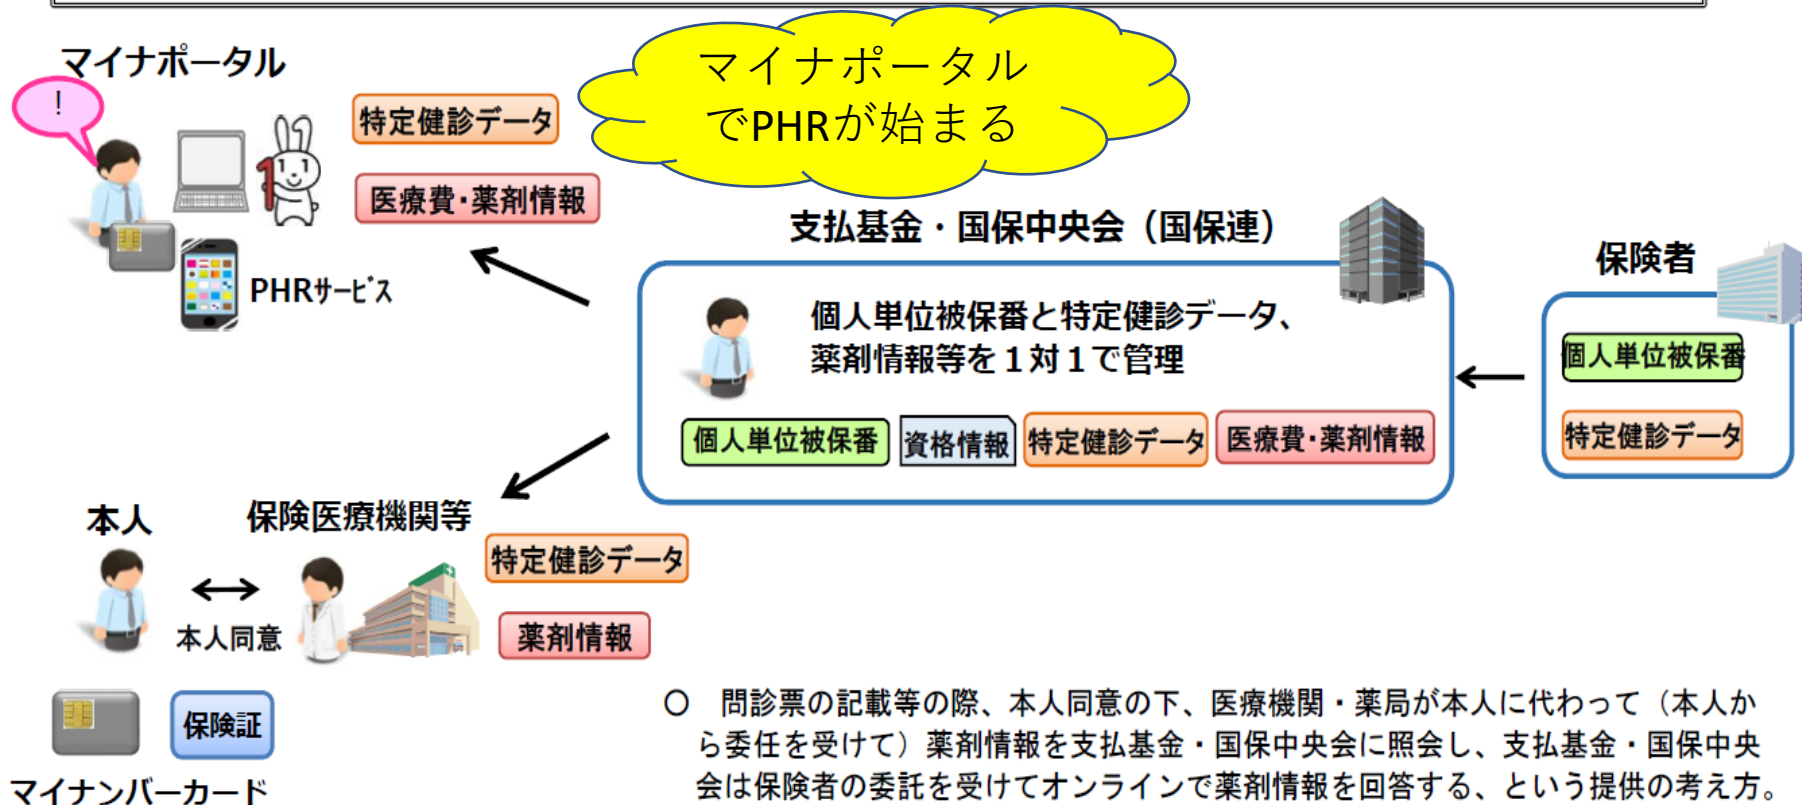 マイナポータル
でPHRが始まる
マイナポータル
!
特定健診データ
医療費・薬剤情報
PHRサービス
支払基金・国保中央会（国保連）
個人単位被保番と特定健診データ、
薬剤情報等を１対１で管理
個人単位被保番
資格情報
特定健診データ
医療費・薬剤情報
保険者
個人単位被保番
特定健診データ
本人
保険医療機関等
本人同意
特定健診データ
薬剤情報
保険証
マイナンバーカード
○　問診票の記載等の際、本人同意の下、医療機関・薬局が本人に代わって（本人か
ら委任を受けて）薬剤情報を支払基金・国保中央会に照会し、支払基金・国保中央
会は保険者の委託を受けてオンラインで薬剤情報を回答する、という提供の考え方。